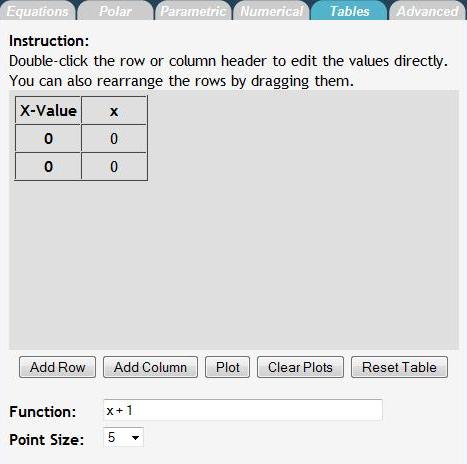 Equations Polar Parametric Numerical Tables Advanced
Instruction:
Double-click the row or column header to edit the values directly.
You can also rearrange the rows by dragging them.
X-Value x
0 0
0 0
Add Row Add Column Plot Clear Plots Reset Table
Function: x + 1
Point Size: 5